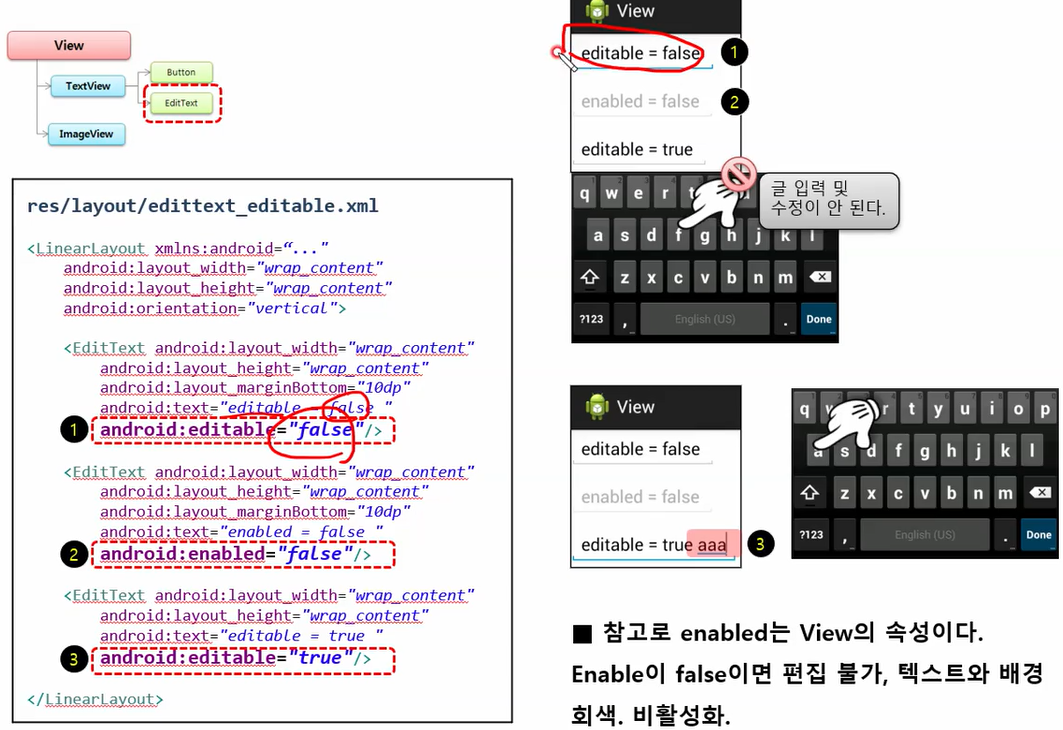 View
TextView
Button
EditText
ImageView
res/layout/edittext_editable.xml
<LinearLayout xmlns:android=“..."
android:layout_width="wrap_content"
android:layout_height="wrap_content"
android:orientation="vertical">
<EditText android:layout_width="wrap_content"
android:layout_height="wrap_content"
android:layout_marginBottom="10dp"
android:text="editable = false "
1 android:editable="false"/>
<EditText android:layout_width="wrap_content"
android:layout_height="wrap_content"
android:layout_marginBottom="10dp"
android:text="enabled = false "
2 android:enabled="false"/>
<EditText android:layout_width="wrap_content"
android:layout_height="wrap_content"
android:text="editable = true "
3 android:editable="true"/>
</LinearLayout>
View
editable = false 1
enabled = false 2
editable = true
글 입력 및
수정이 안 된다.
q w e r t
a s d f g h j k l
z x c v b n m
?123 , English (US) . Done
View
editable = false
enabled = false
editable = true aaa 3
q w r t y u i o p
a s d f g h j k l
z x c v b n m
?123 , English (US) . Done
■ 참고로 enabled는 View의 속성이다.
Enable이 false이면 편집 불가, 텍스트와 배경
회색. 비활성화.